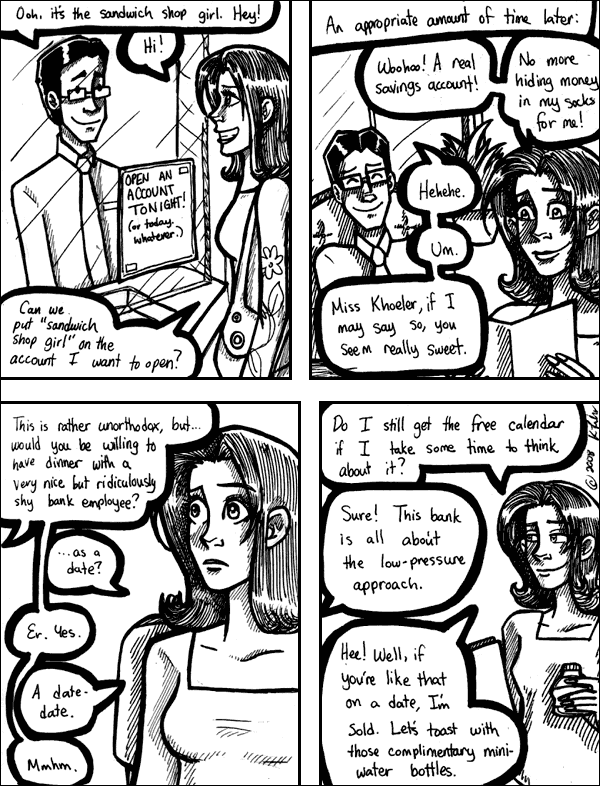 Ooh, it's the sandwich shop girl. Hey!
Hi!
OPEN AN
ACCOUNT
TONIGHT!
(or today.
whatever.)
Can we
put "sandwich
shop girl" on the
account I want to open?
An appropriate amount of time later:
Woohoo! A real
savings account!
No more
hiding money
in my socks
for me!
Hehehe.
Um.
Miss Khoeler, if I
may say so, you
seem really sweet.
This is rather unorthodox, but...
would you be willing to
have dinner with a
very nice but ridiculously
shy bank employee?
...as a
date?
Er. Yes.
A date-
date.
Mmhm.
Do I still get the free calendar
if I take some time to think
about it?
Sure! This bank
is all about
the low-pressure
approach.
Hee! Well, if
you're like that
on a date, I'm
sold. Let's toast with
those complimentary mini-
water bottles.
© 2008